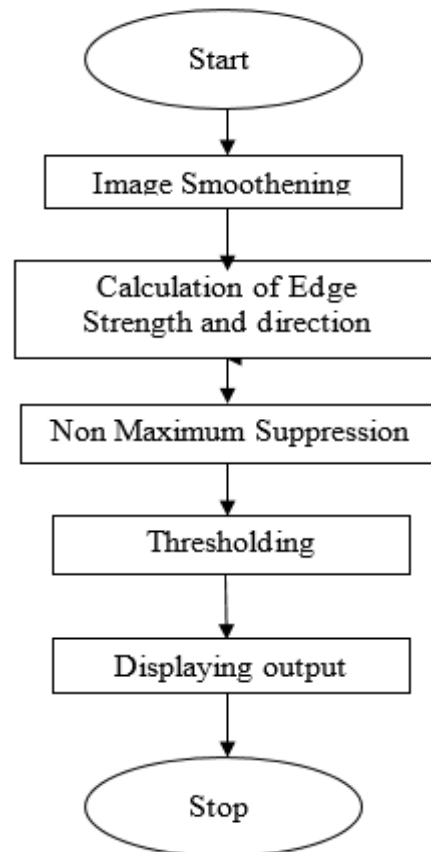 Start
Image Smoothening
Calculation of Edge
Strength and direction
Non Maximum Suppression
Thresholding
Displaying output
Stop